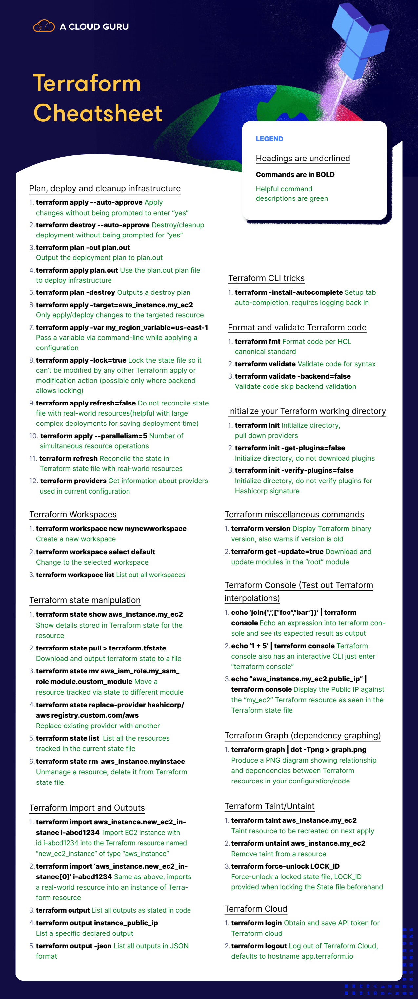 A CLOUD GURU
Terraform
Cheatsheet
LEGEND
Headings are underlined
Commands are in BOLD
Helpful command
descriptions are green
Plan, deploy and cleanup infrastructure
1. terraform apply --auto-approve Apply
changes without being prompted to enter “yes”
2. terraform destroy --auto-approve Destroy/cleanup
deployment without being prompted for “yes”
3. terraform plan -out plan.out
Output the deployment plan to plan.out
4. terraform apply plan.out Use the plan.out plan file
to deploy infrastructure
5. terraform plan -destroy Outputs a destroy plan
6. terraform apply -target=aws_instance.my_ec2
Only apply/deploy changes to the targeted resource
7. terraform apply -var my_region_variable=us-east-1
Pass a variable via command-line while applying a
configuration
8. terraform apply -lock=true Lock the state file so it
can’t be modified by any other Terraform apply or
modification action (possible only where backend
allows locking)
9. terraform apply refresh=false Do not reconcile state
file with real-world resources(helpful with large
complex deployments for saving deployment time)
10. terraform apply --parallelism=5 Number of
simultaneous resource operations
11. terraform refresh Reconcile the state in
Terraform state file with real-world resources
12. terraform providers Get information about providers
used in current configuration
Terraform CLI tricks
1. terraform -install-autocomplete Setup tab
auto-completion, requires logging back in
Format and validate Terraform code
1. terraform fmt Format code per HCL
canonical standard
2. terraform validate Validate code for syntax
3. terraform validate -backend=false
Validate code skip backend validation
Initialize your Terraform working directory
1. terraform init Initialize directory,
pull down providers
2. terraform init -get-plugins=false
Initialize directory, do not download plugins
3. terraform init -verify-plugins=false
Initialize directory, do not verify plugins for
Hashicorp signature
Terraform Workspaces
1. terraform workspace new mynewworkspace
Create a new workspace
2. terraform workspace select default
Change to the selected workspace
3. terraform workspace list List out all workspaces
Terraform state manipulation
1. terraform state show aws_instance.my_ec2
Show details stored in Terraform state for the
resource
2. terraform state pull > terraform.tfstate
Download and output terraform state to a file
3. terraform state mv aws_iam_role.my_ssm_
role module.custom_module Move a
resource tracked via state to different module
4. terraform state replace-provider hashicorp/
aws registry.custom.com/aws
Replace existing provider with another
5. terraform state list List all the resources
tracked in the current state file
6. terraform state rm aws_instance.myinstace
Unmanage a resource, delete it from Terraform
state file
Terraform Import and Outputs
1. terraform import aws_instance.new_ec2_in-
stance i-abcd1234 Import EC2 instance with
id i-abcd1234 into the Terraform resource named
“new_ec2_instance” of type “aws_instance”
2. terraform import ‘aws_instance.new_ec2_in-
stance[0]’ i-abcd1234 Same as above, imports
a real-world resource into an instance of Terra-
form resource
3. terraform output List all outputs as stated in code
4. terraform output instance_public_ip
List a specific declared output
5. terraform output -json List all outputs in JSON
format
Terraform miscellaneous commands
1. terraform version Display Terraform binary
version, also warns if version is old
2. terraform get -update=true Download and
update modules in the “root” module
Terraform Console (Test out Terraform
interpolations)
1. echo ‘join(“,”,[“foo”,”bar”])’ | terraform
console Echo an expression into terraform con-
sole and see its expected result as output
2. echo ‘1 + 5’ | terraform console Terraform
console also has an interactive CLI just enter
“terraform console”
3. echo “aws_instance.my_ec2.public_ip” |
terraform console Display the Public IP against
the “my_ec2” Terraform resource as seen in the
Terraform state file
Terraform Graph (dependency graphing)
1. terraform graph | dot -Tpng > graph.png
Produce a PNG diagram showing relationship
and dependencies between Terraform
resources in your configuration/code
Terraform Taint/Untaint
1. terraform taint aws_instance.my_ec2
Taint resource to be recreated on next apply
2. terraform untaint aws_instance.my_ec2
Remove taint from a resource
3. terraform force-unlock LOCK_ID
Force-unlock a locked state file, LOCK_ID
provided when locking the State file beforehand
Terraform Cloud
1. terraform login Obtain and save API token for
Terraform cloud
2. terraform logout Log out of Terraform Cloud,
defaults to hostname app.terraform.io